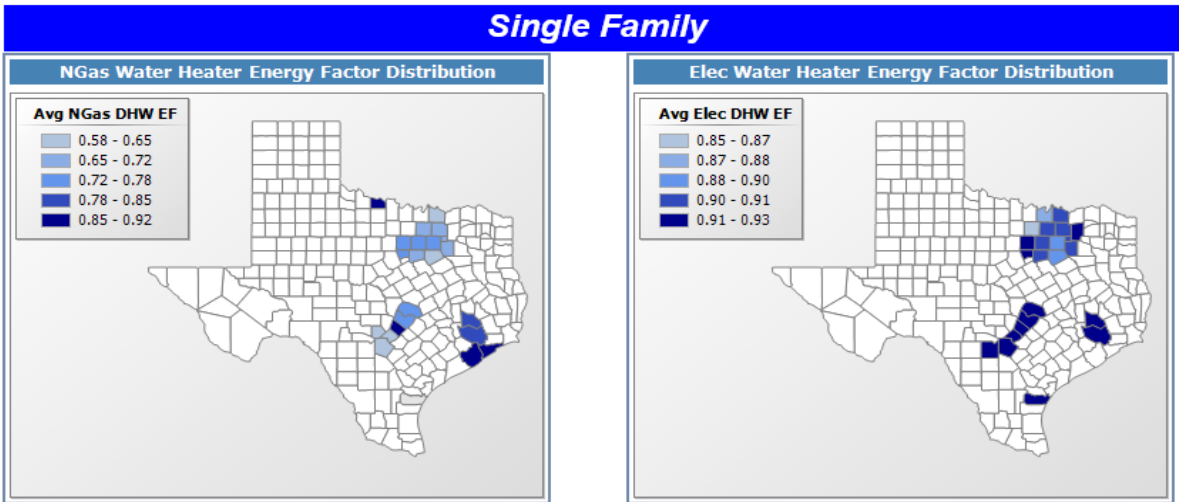 Single Family
NGas Water Heater Energy Factor Distribution
Avg NGas DHW EF
0.58 - 0.65
0.65 - 0.72
0.72 - 0.78
0.78 - 0.85
0.85 - 0.92
Elec Water Heater Energy Factor Distribution
Avg Elec DHW EF
0.85 - 0.87
0.87 - 0.88
0.88 - 0.90
0.90 - 0.91
0.91 - 0.93